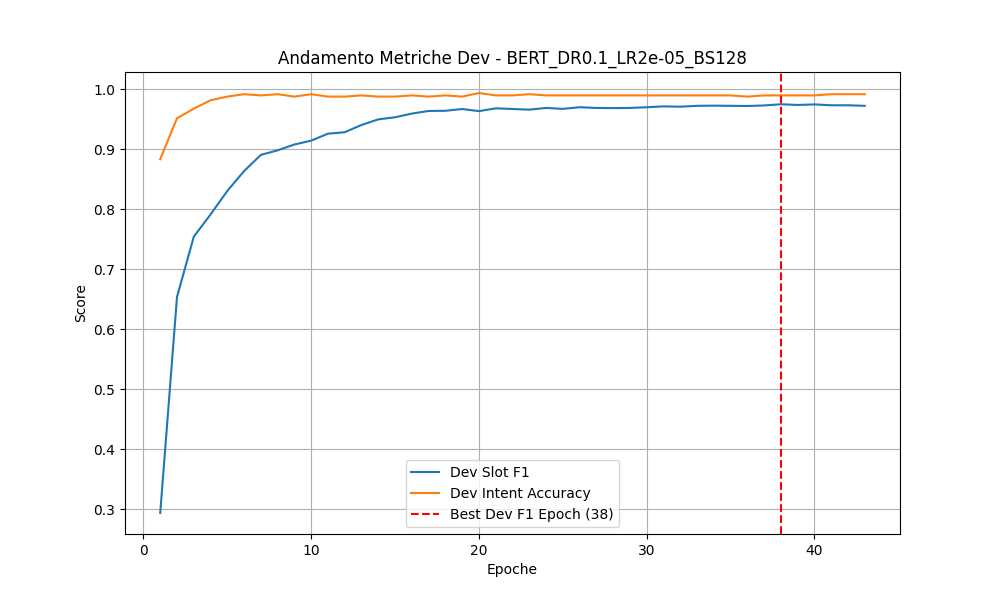 Andamento Metriche Dev - BERT_DR0.1_LR2e-05_BS128
1.0
0.9
0.8
0.7
0.6
0.5
0.4
0.3
Score
Dev Slot F1
Dev Intent Accuracy
Best Dev F1 Epoch (38)
0 10 20 30 40
Epoche